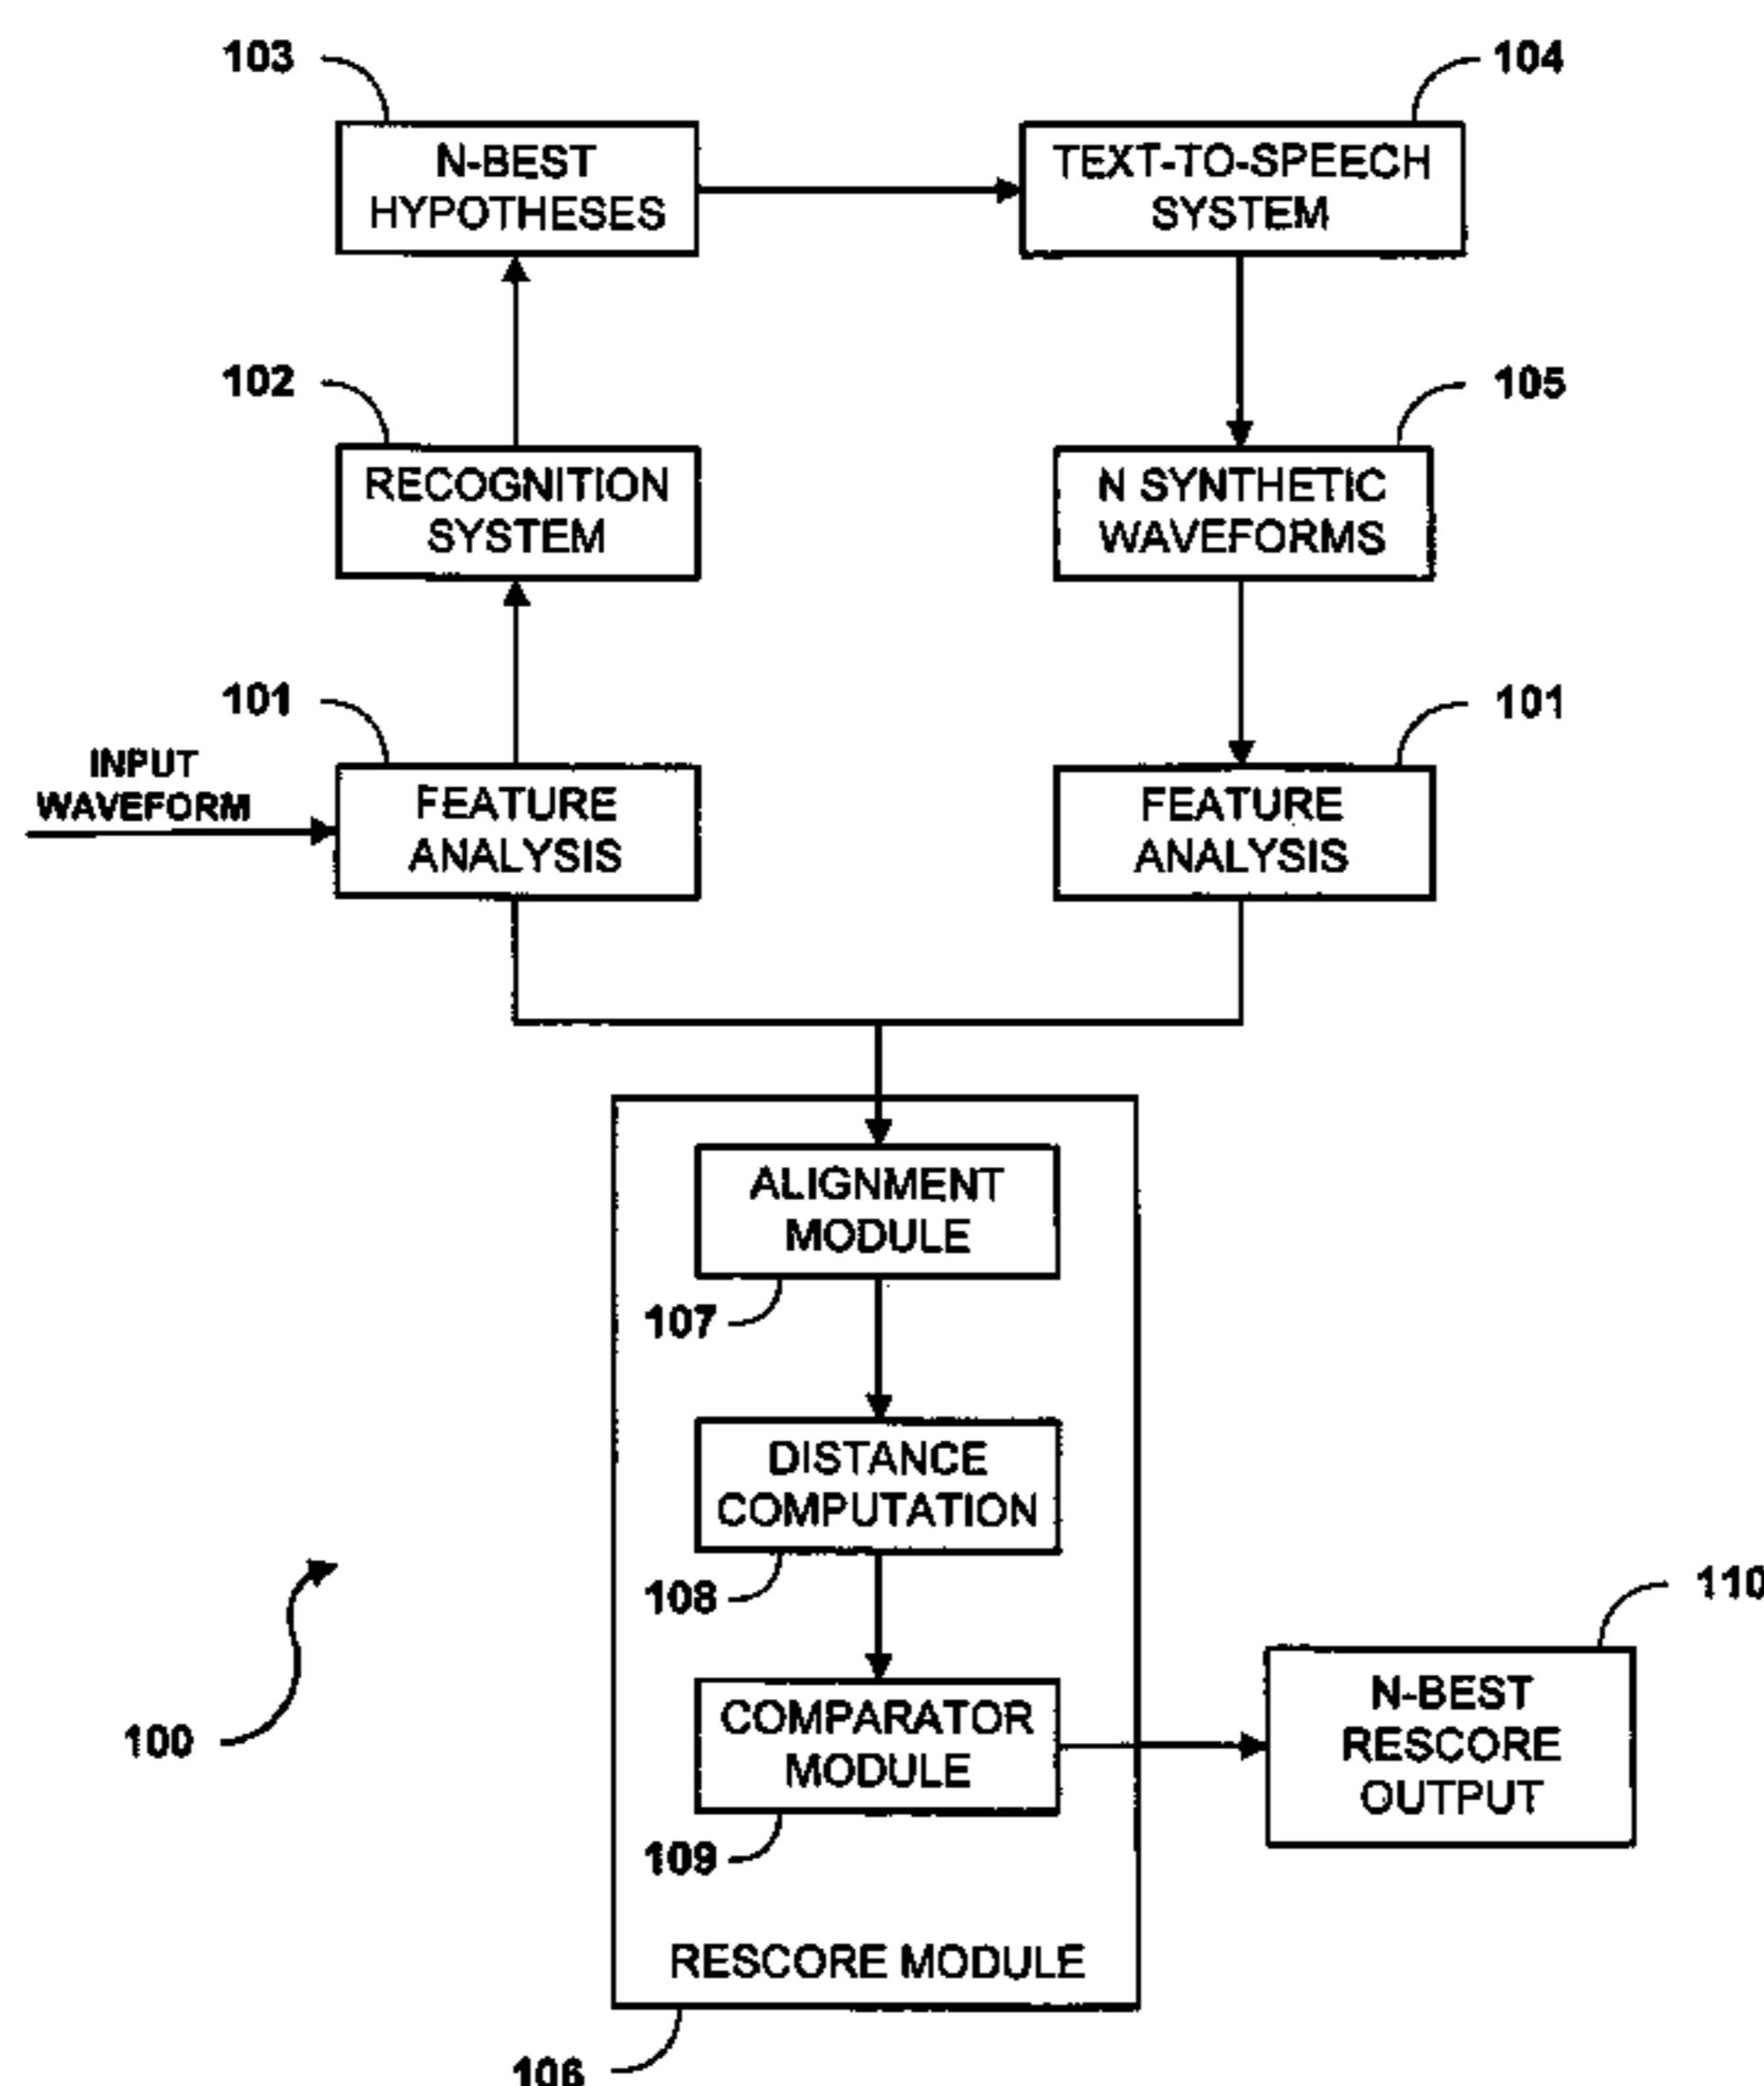 103
104
N-BEST
HYPOTHESES
TEXT-TO-SPEECH
SYSTEM
102
105
RECOGNITION
SYSTEM
N SYNTHETIC
WAVEFORMS
101
101
INPUT
WAVEFORM
FEATURE
ANALYSIS
FEATURE
ANALYSIS
ALIGNMENT
MODULE
107
DISTANCE
COMPUTATION
108
110
COMPARATOR
MODULE
109
N-BEST
RESCORE
OUTPUT
100
RESCORE MODULE
106